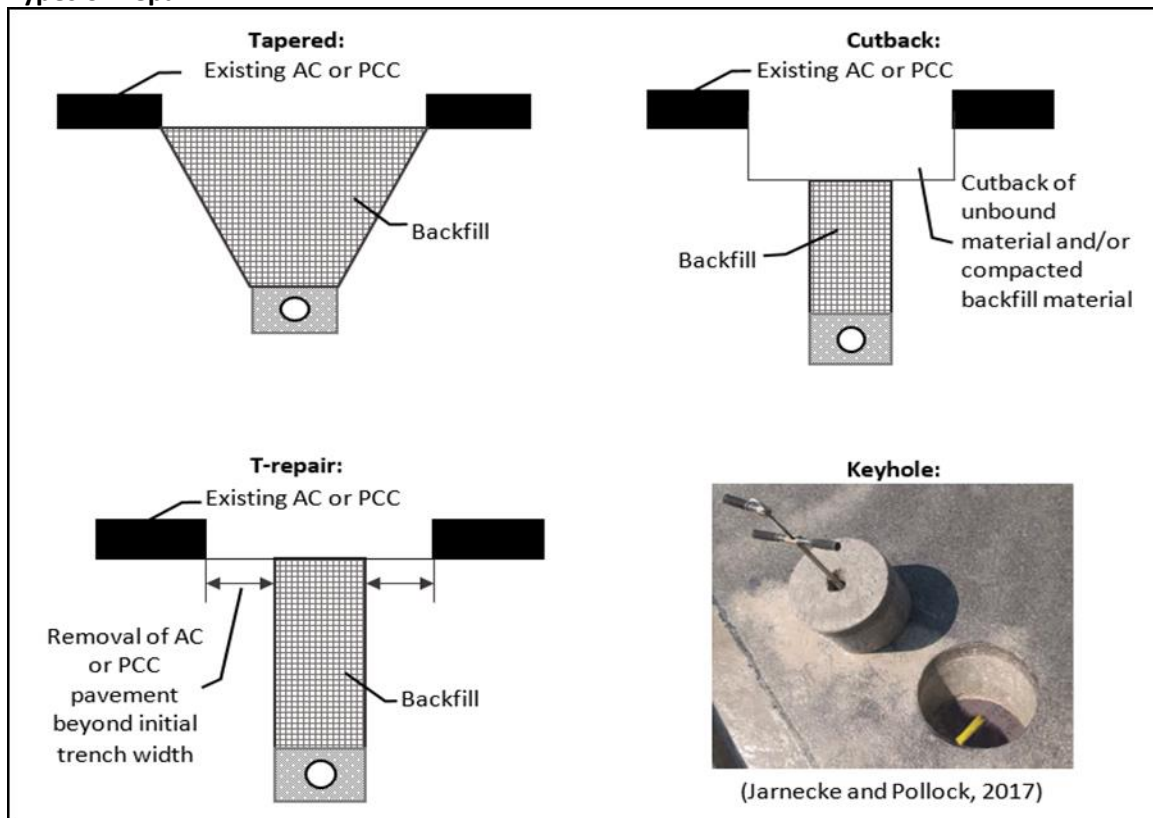 Tapered:
Existing AC or PCC
Backfill
Cutback:
Existing AC or PCC
Backfill
Cutback of
unbound
material and/or
compacted
backfill material
T-repair:
Existing AC or PCC
Removal of AC
or PCC
pavement
beyond initial
trench width
Backfill
Keyhole:
(Jarnecke and Pollock, 2017)